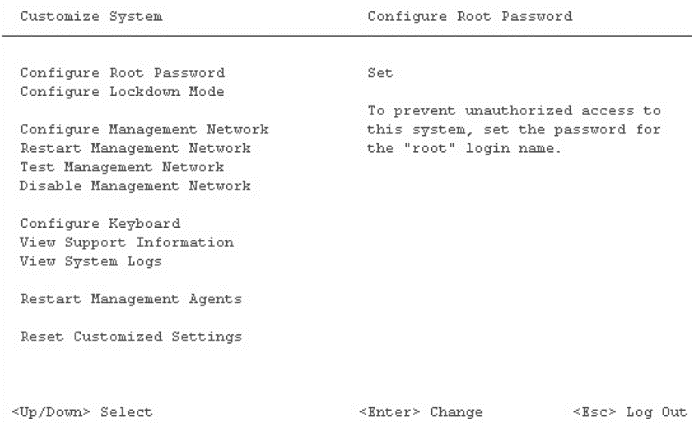 Customize System
Configure Root Password
Configure Root Password
Configure Lockdown Mode
Configure Management Network
Restart Management Network
Test Management Network
Disable Management Network
Configure Keyboard
View Support Information
View System Logs
Restart Management Agents
Reset Customized Settings
Set
To prevent unauthorized access to
this system, set the password for
the "root" login name.
<Up/Down> Select
<Enter> Change
<Esc> Log Out